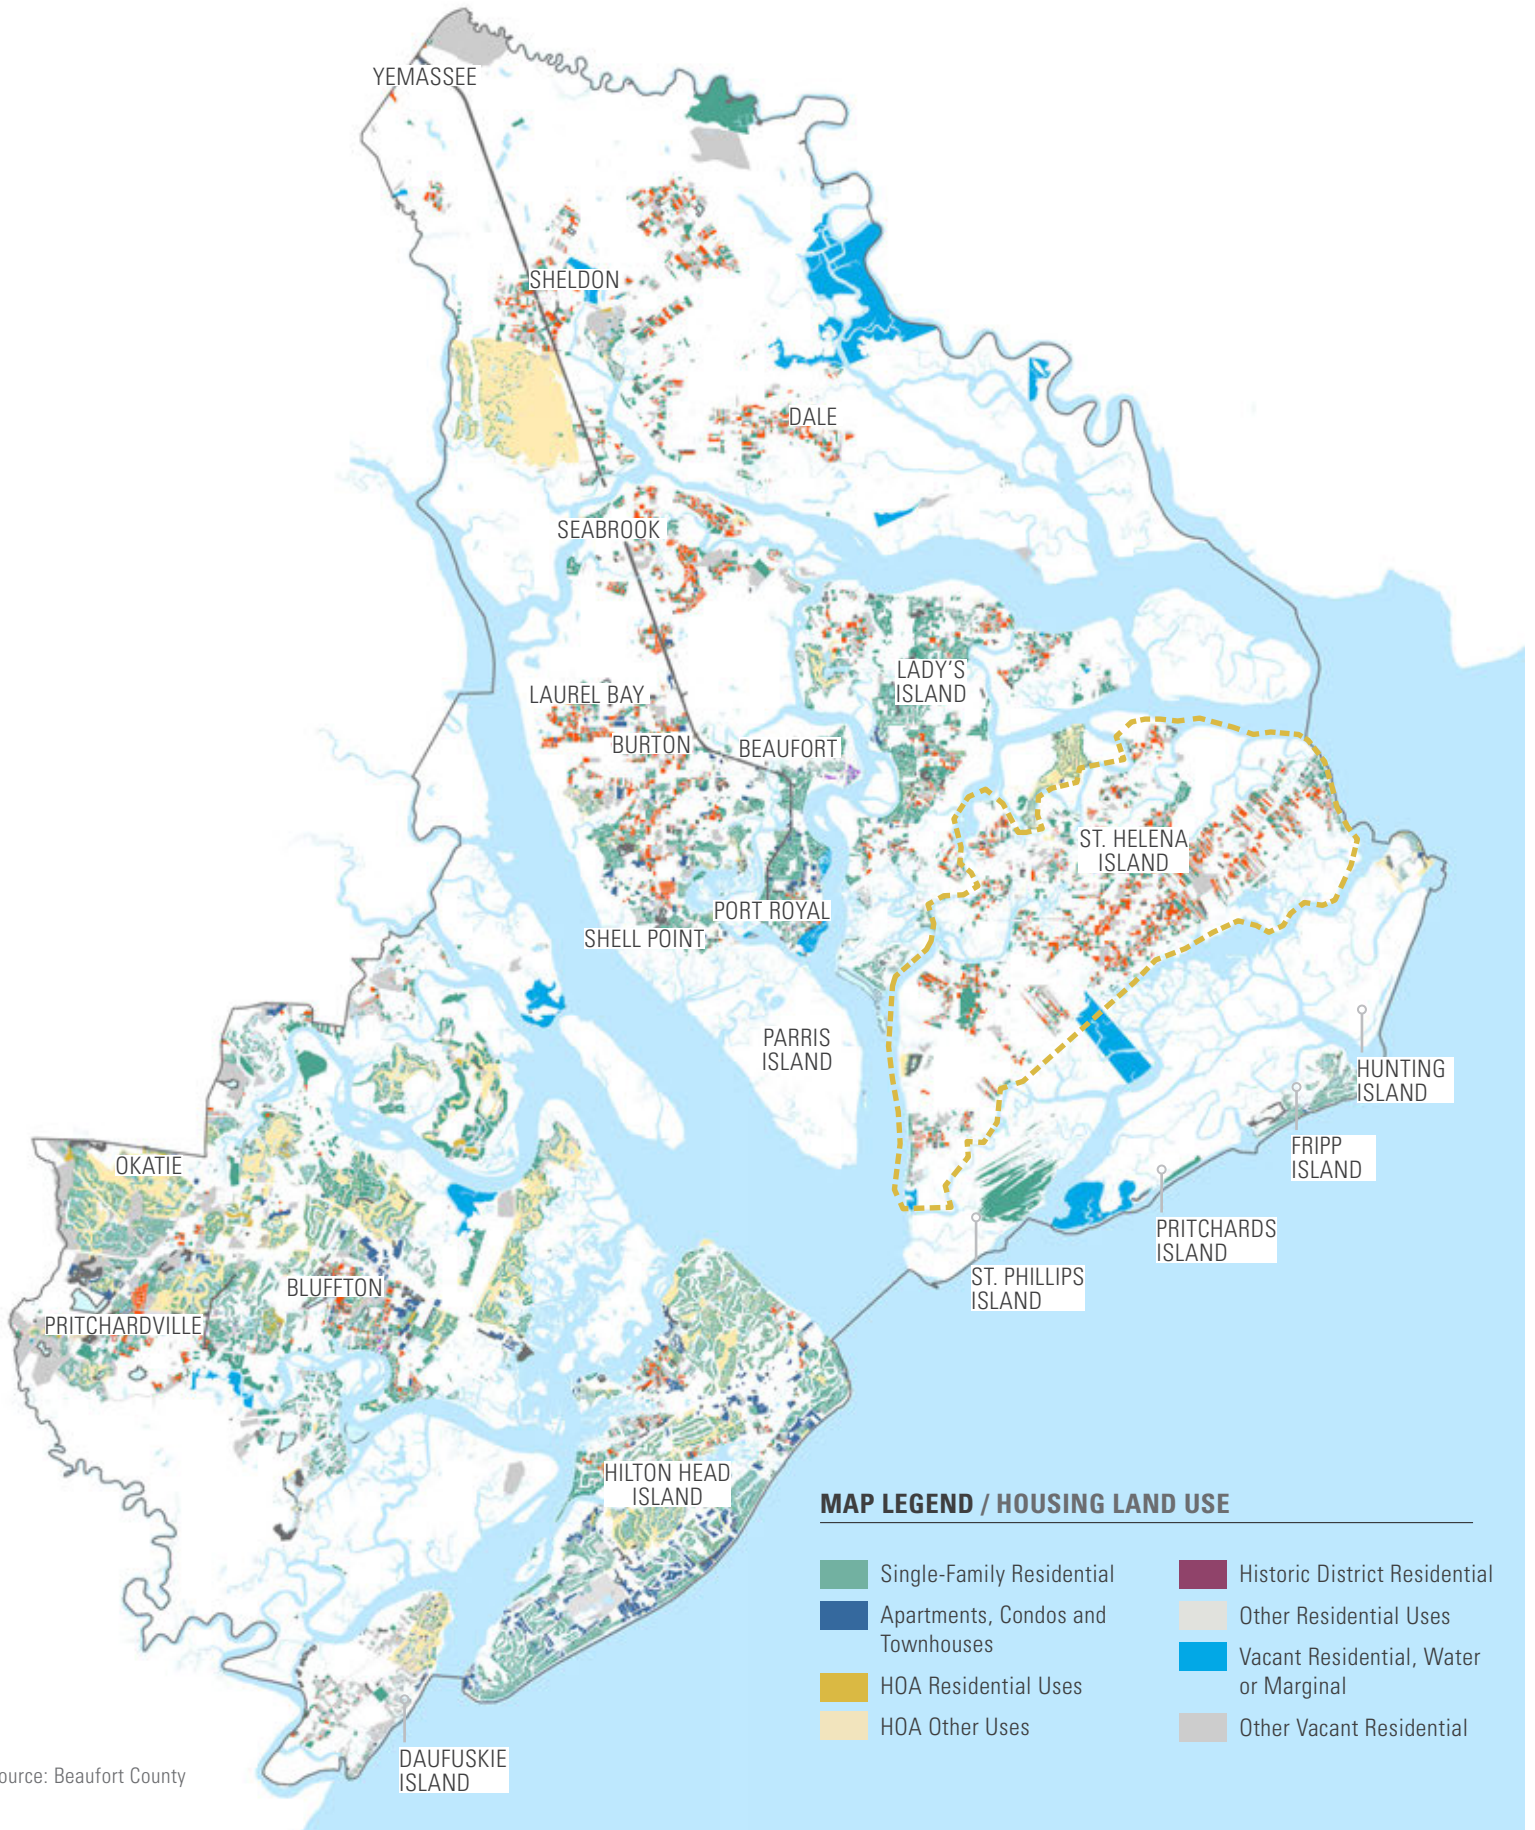 YEMASSEE
SHELDON
DALE
SEABROOK
LADY'S
ISLAND
LAUREL BAY
BURTON
BEAUFORT
ST. HELENA
ISLAND
PORT ROYAL
SHELL POINT
PARRIS
ISLAND
HUNTING
ISLAND
FRIPP
ISLAND
OKATIE
PRITCHARDS
ISLAND
ST. PHILLIPS
ISLAND
BLUFFTON
PRITCHARDVILLE
HILTON HEAD
ISLAND
DAUFUSKIE
ISLAND
MAP LEGEND / HOUSING LAND USE
Single-Family Residential
Apartments, Condos and
Townhouses
HOA Residential Uses
HOA Other Uses
Historic District Residential
Other Residential Uses
Vacant Residential, Water
or Marginal
Other Vacant Residential
ource: Beaufort County